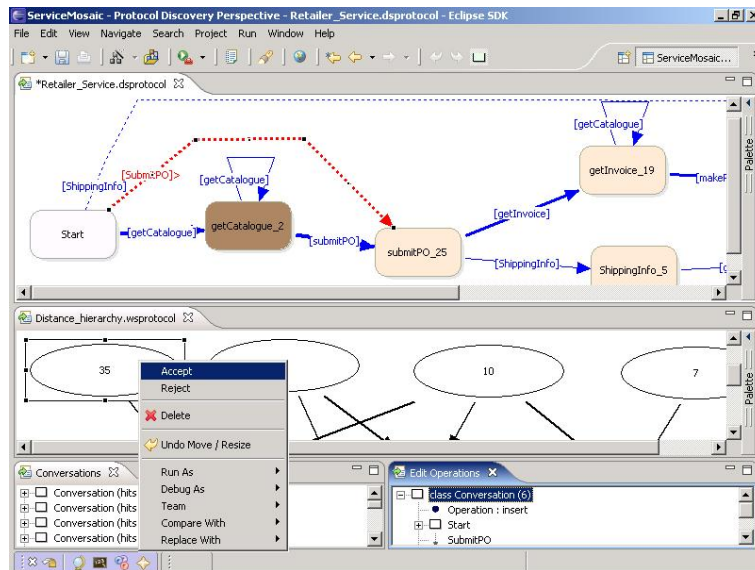 ServiceMosaic - Protocol Discovery Perspective - Retailer_Service.dsprotocol - Eclipse SDK
File Edit View Navigate Search Project Run Window Help
ServiceMosaic...
*Retailer_Service.dsprotocol
Palette
[getCatalogue]
[SubmitPO]>
[ShippingInfo]
[getCatalogue]
getInvoice_19
[makeP
[getInvoice]
Start
[getCatalogue]
getCatalogue_2
[submitPO]
submitPO_25
[ShippingInfo]
ShippingInfo_5
Distance_hierarchy.wsprotocol
Palette
35
10
7
Accept
Reject
Delete
Undo Move / Resize
Run As
Debug As
Team
Compare With
Replace With
Conversations
Conversation (hits
Conversation (hits
Conversation (hits
Conversation (hits
Edit Operations
class Conversation (6)
Operation : insert
Start
SubmitPO